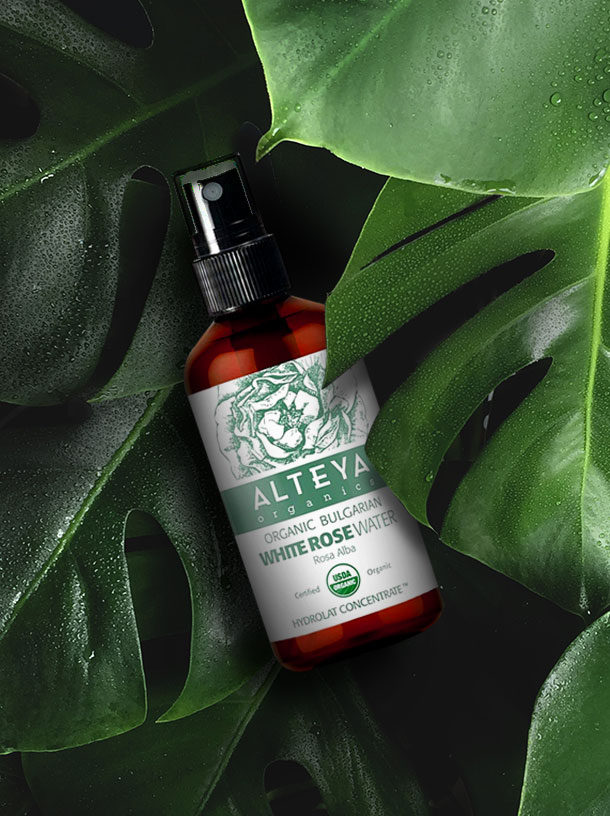 ALTEYA
organics
ORGANIC BULGARIAN
WHITE ROSE WATER
Rosa Alba
Certified USDA ORGANIC Organic
HYDROLAT CONCENTRATE™